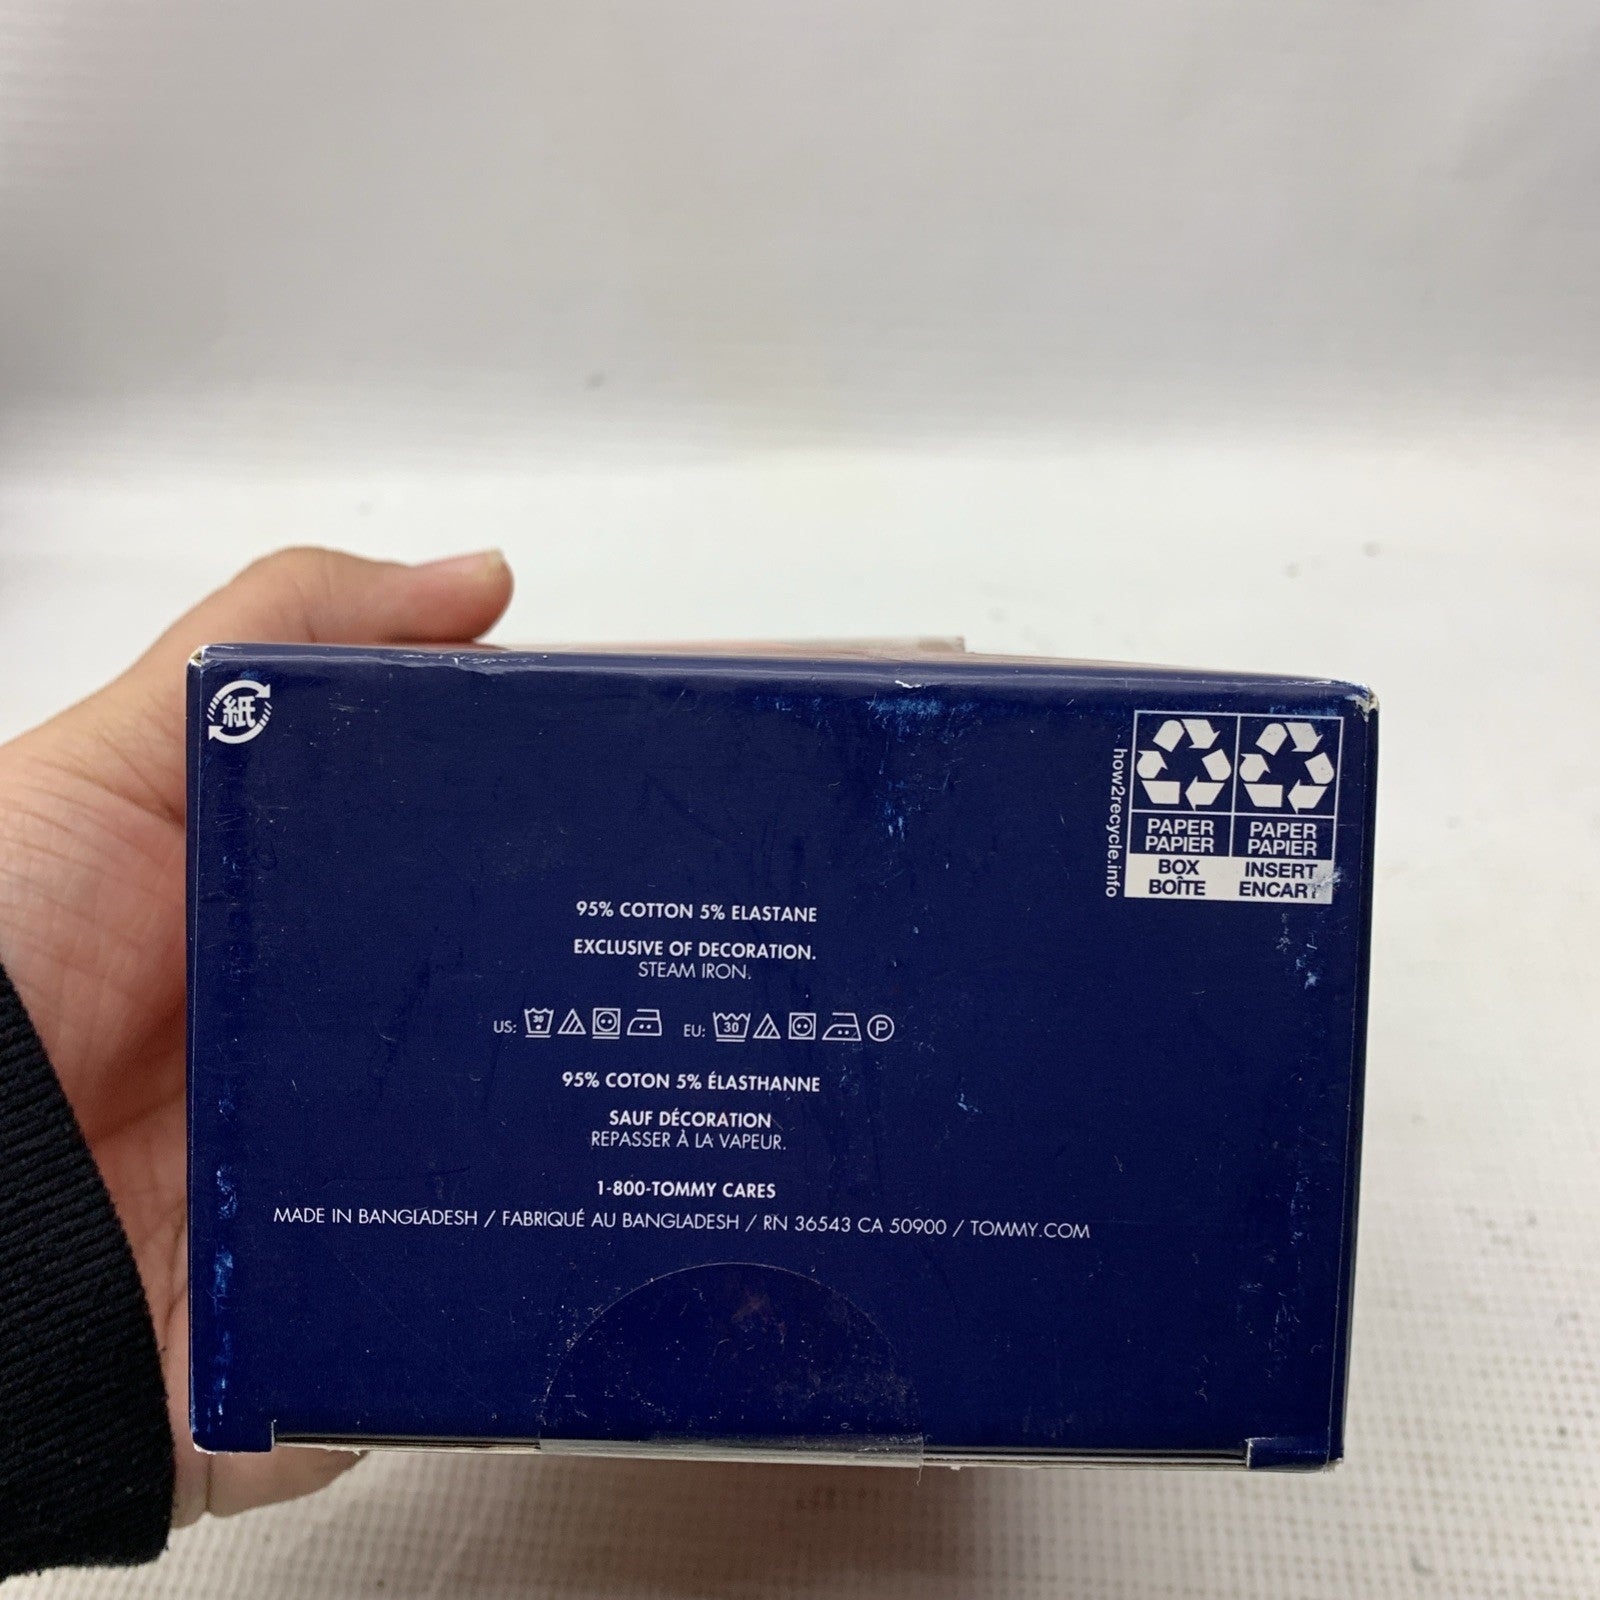 紙
how2recycle.info
PAPER PAPER
PAPIER PAPIER
BOX INSERT
BOÎTE ENCART
95% COTTON 5% ELASTANE
EXCLUSIVE OF DECORATION.
STEAM IRON.
US: 30 EU: 30 P
95% COTON 5% ÉLASTHANNE
SAUF DÉCORATION
REPASSER À LA VAPEUR.
1-800-TOMMY CARES
MADE IN BANGLADESH / FABRIQUÉ AU BANGLADESH / RN 36543 CA 50900 / TOMMY.COM